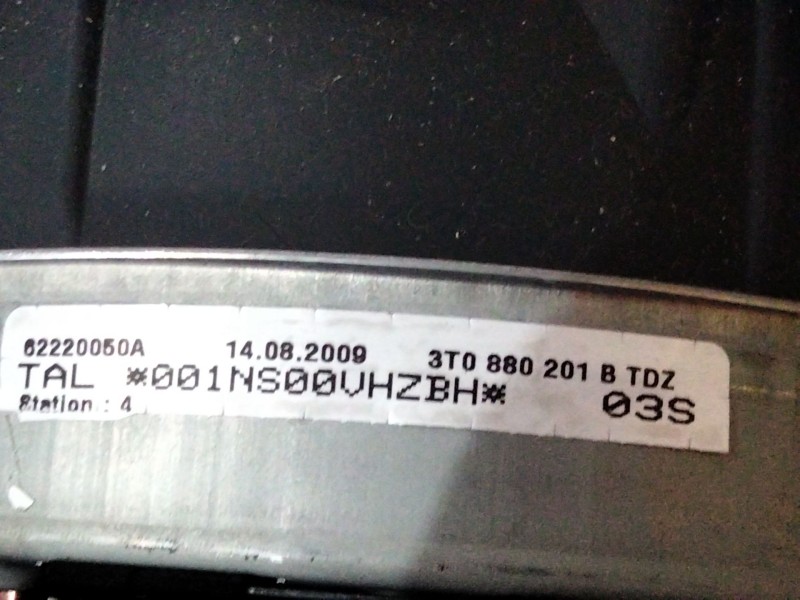 62220050A 14.08.2009 3T0 880 201 B TDZ
TAL *001NS00VHZBH* 03S
Station : 4